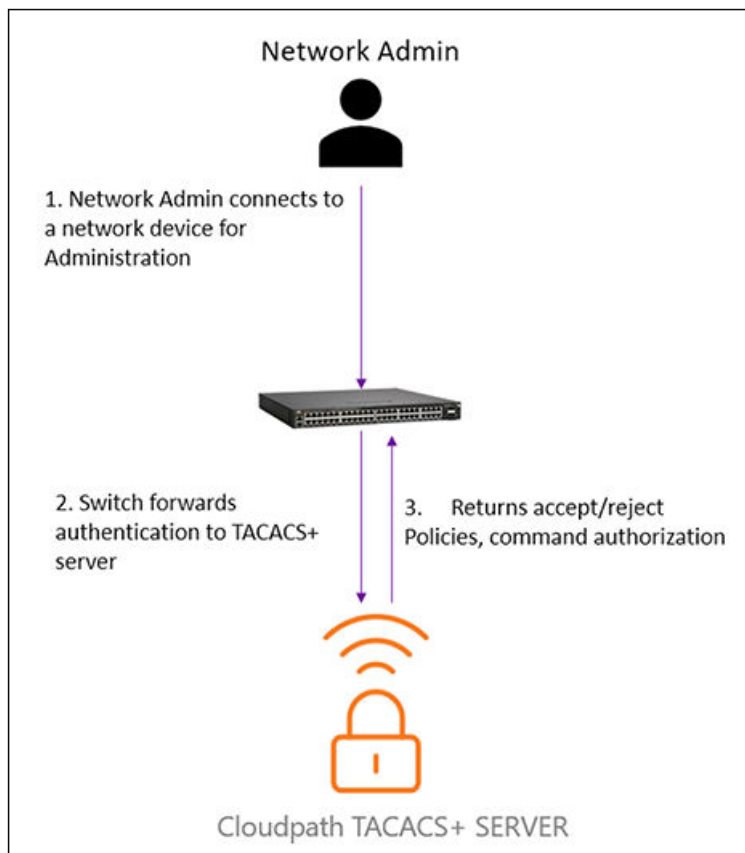 Network Admin
1. Network Admin connects to
a network device for
Administration
2. Switch forwards
authentication to TACACS+
server
3. Returns accept/reject
Policies, command authorization
Cloudpath TACACS+ SERVER